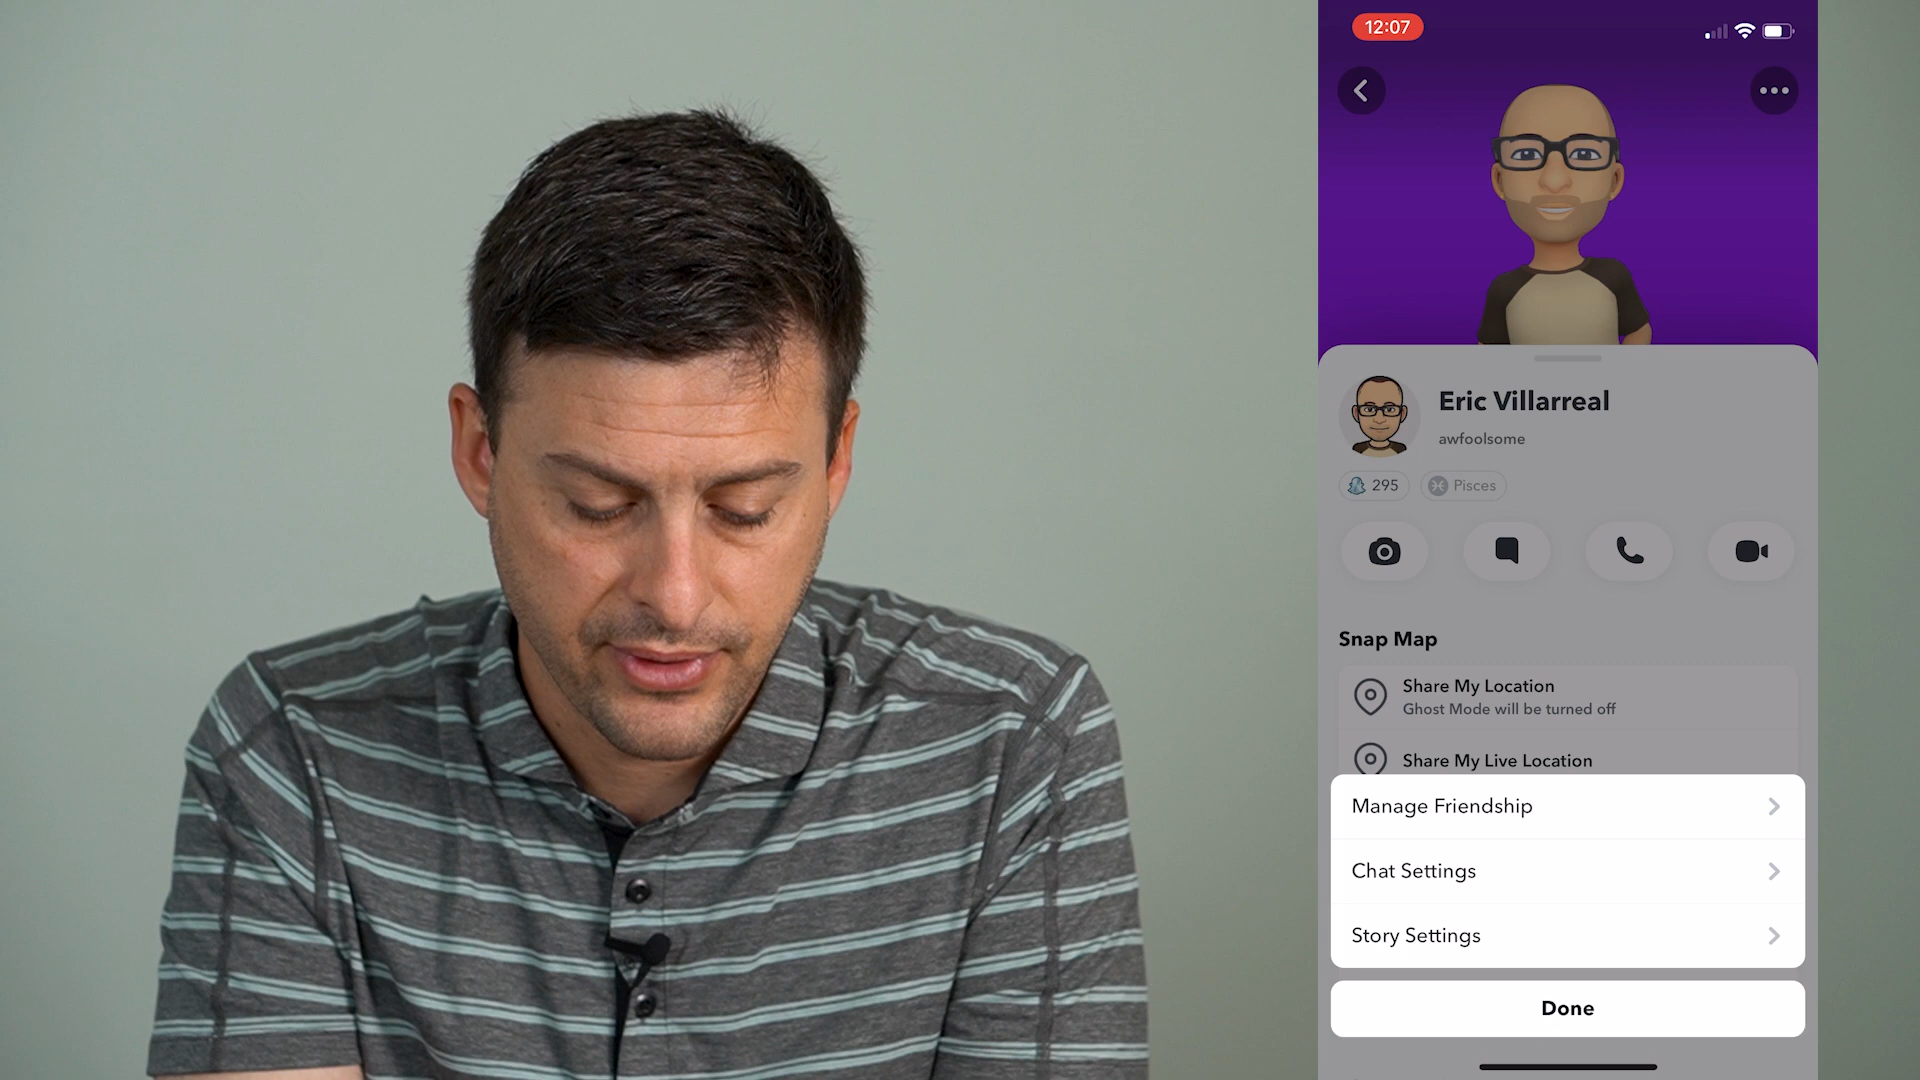 12:07
Eric Villarreal
awfoolsome
295
Pisces
Snap Map
Share My Location
Ghost Mode will be turned off
Share My Live Location
Manage Friendship
Chat Settings
Story Settings
Done